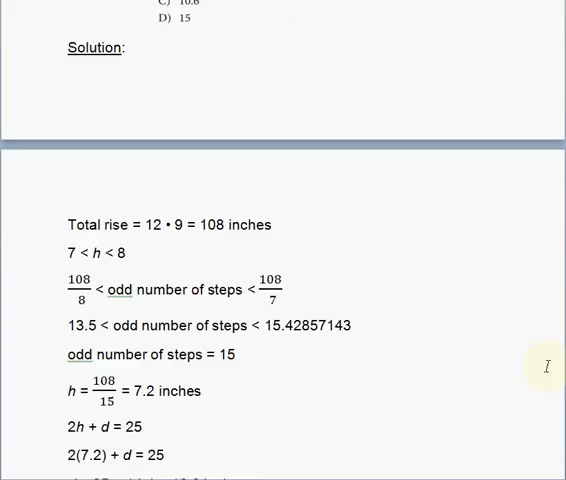 C) 10.6
D) 15
Solution:
Total rise = 12 • 9 = 108 inches
7 < h < 8
108/8 < odd number of steps < 108/7
13.5 < odd number of steps < 15.42857143
odd number of steps = 15
h = 108/15 = 7.2 inches
2h + d = 25
2(7.2) + d = 25